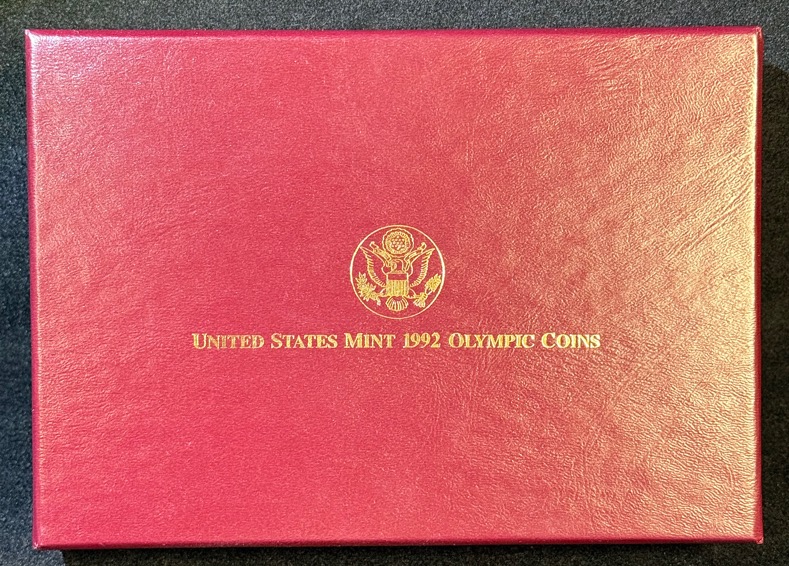 UNITED STATES MINT 1992 OLYMPIC COINS